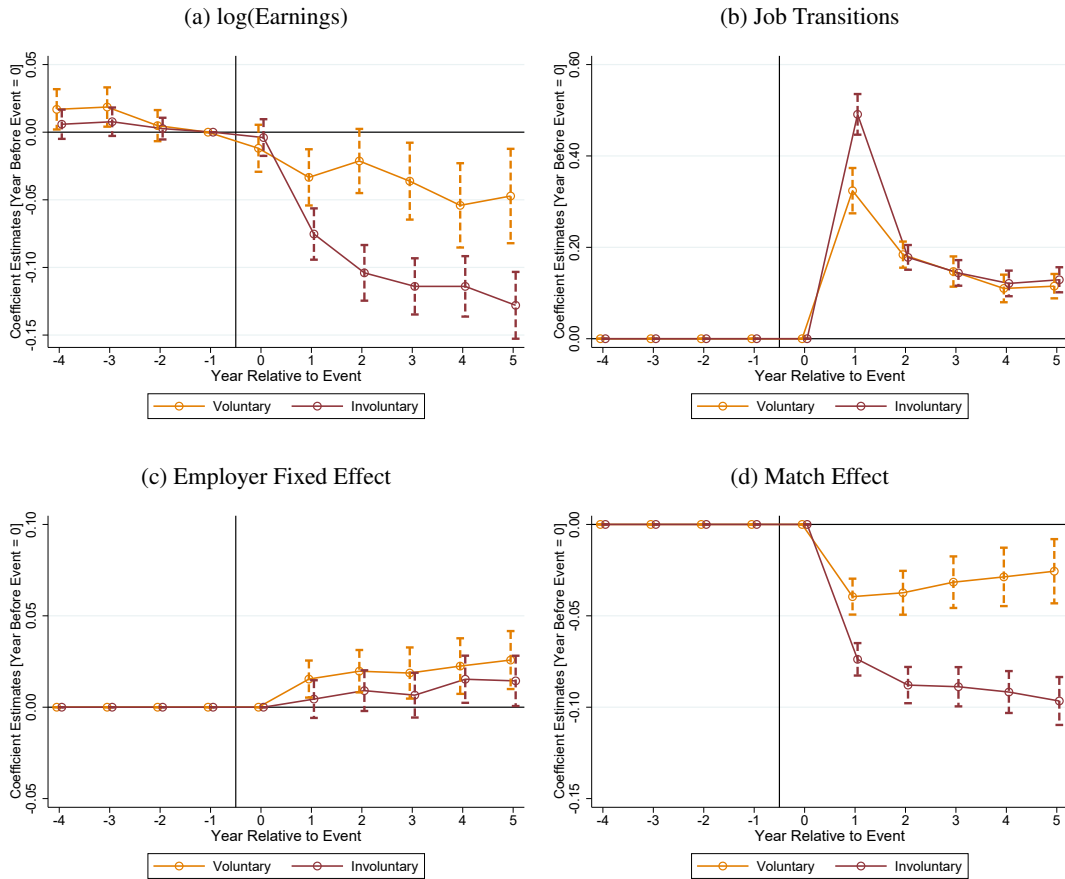 (a) log(Earnings)
Coefficient Estimates [Year Before Event = 0]
0.05
0.00
-0.05
-0.10
-0.15
-4 -3 -2 -1 0 1 2 3 4 5
Year Relative to Event
Voluntary Involuntary
(b) Job Transitions
Coefficient Estimates [Year Before Event = 0]
0.60
0.40
0.20
0.00
-4 -3 -2 -1 0 1 2 3 4 5
Year Relative to Event
Voluntary Involuntary
(c) Employer Fixed Effect
Coefficient Estimates [Year Before Event = 0]
0.10
0.05
0.00
-0.05
-4 -3 -2 -1 0 1 2 3 4 5
Year Relative to Event
Voluntary Involuntary
(d) Match Effect
Coefficient Estimates [Year Before Event = 0]
0.00
-0.05
-0.10
-0.15
-4 -3 -2 -1 0 1 2 3 4 5
Year Relative to Event
Voluntary Involuntary